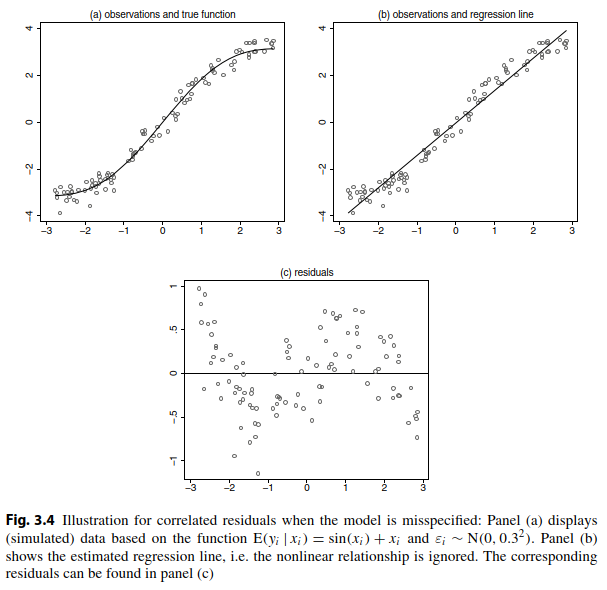 (a) observations and true function
(b) observations and regression line
4
2
0
−2
−4
−3 −2 −1 0 1 2 3
4
2
0
−2
−4
−3 −2 −1 0 1 2 3
(c) residuals
1
.5
0
−.5
−1
−3 −2 −1 0 1 2 3
Fig. 3.4 Illustration for correlated residuals when the model is misspecified: Panel (a) displays
(simulated) data based on the function E(yᵢ | xᵢ) = sin(xᵢ) + xᵢ and εᵢ ∼ N(0, 0.3²). Panel (b)
shows the estimated regression line, i.e. the nonlinear relationship is ignored. The corresponding
residuals can be found in panel (c)